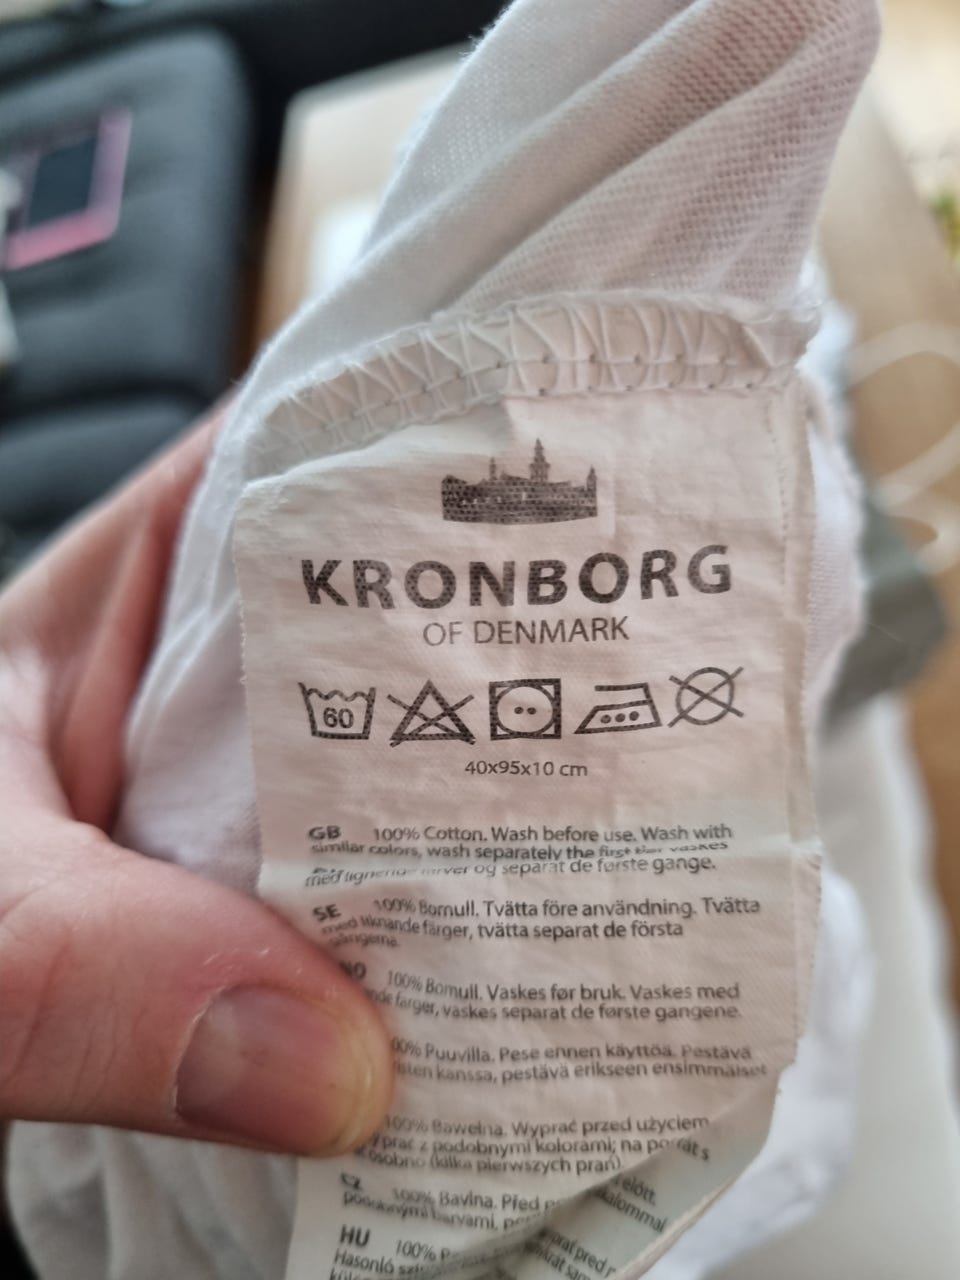 KRONBORG
OF DENMARK
60
40x95x10 cm
GB 100% Cotton. Wash before use. Wash with
similar colors, wash separately the first vaskes
med og separat de første gange.
SE 100% Bomull. Tvätta före användning. Tvätta
med liknande färger, tvätta separat de första
gångerna.
NO 100% Bomull. Vaskes før bruk. Vaskes med
farger, vaskes separat de første gangene.
Puuvilla. Pese ennen käyttöä. Pestävä
kanssa, pestävä erikseen ensimmäiset
100% Bawełna. Wyprać przed użyciem
z podobnymi kolorami; na
osobno (kilka pierwszych prań).
CZ 100% Bavlna. Před
barvami,
HU 100%
Hasonló
előtt.
pred